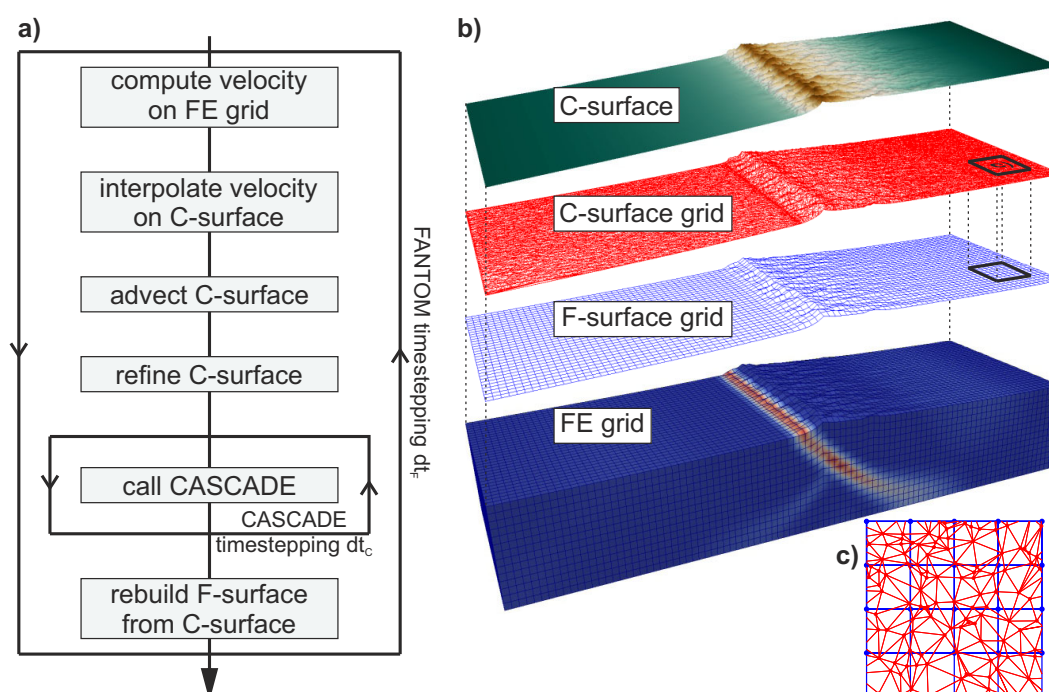 a)
compute velocity
on FE grid
interpolate velocity
on C-surface
advect C-surface
refine C-surface
call CASCADE
CASCADE
timestepping dtC
rebuild F-surface
from C-surface
FANTOM timestepping dtF
b)
C-surface
C-surface grid
F-surface grid
FE grid
c)